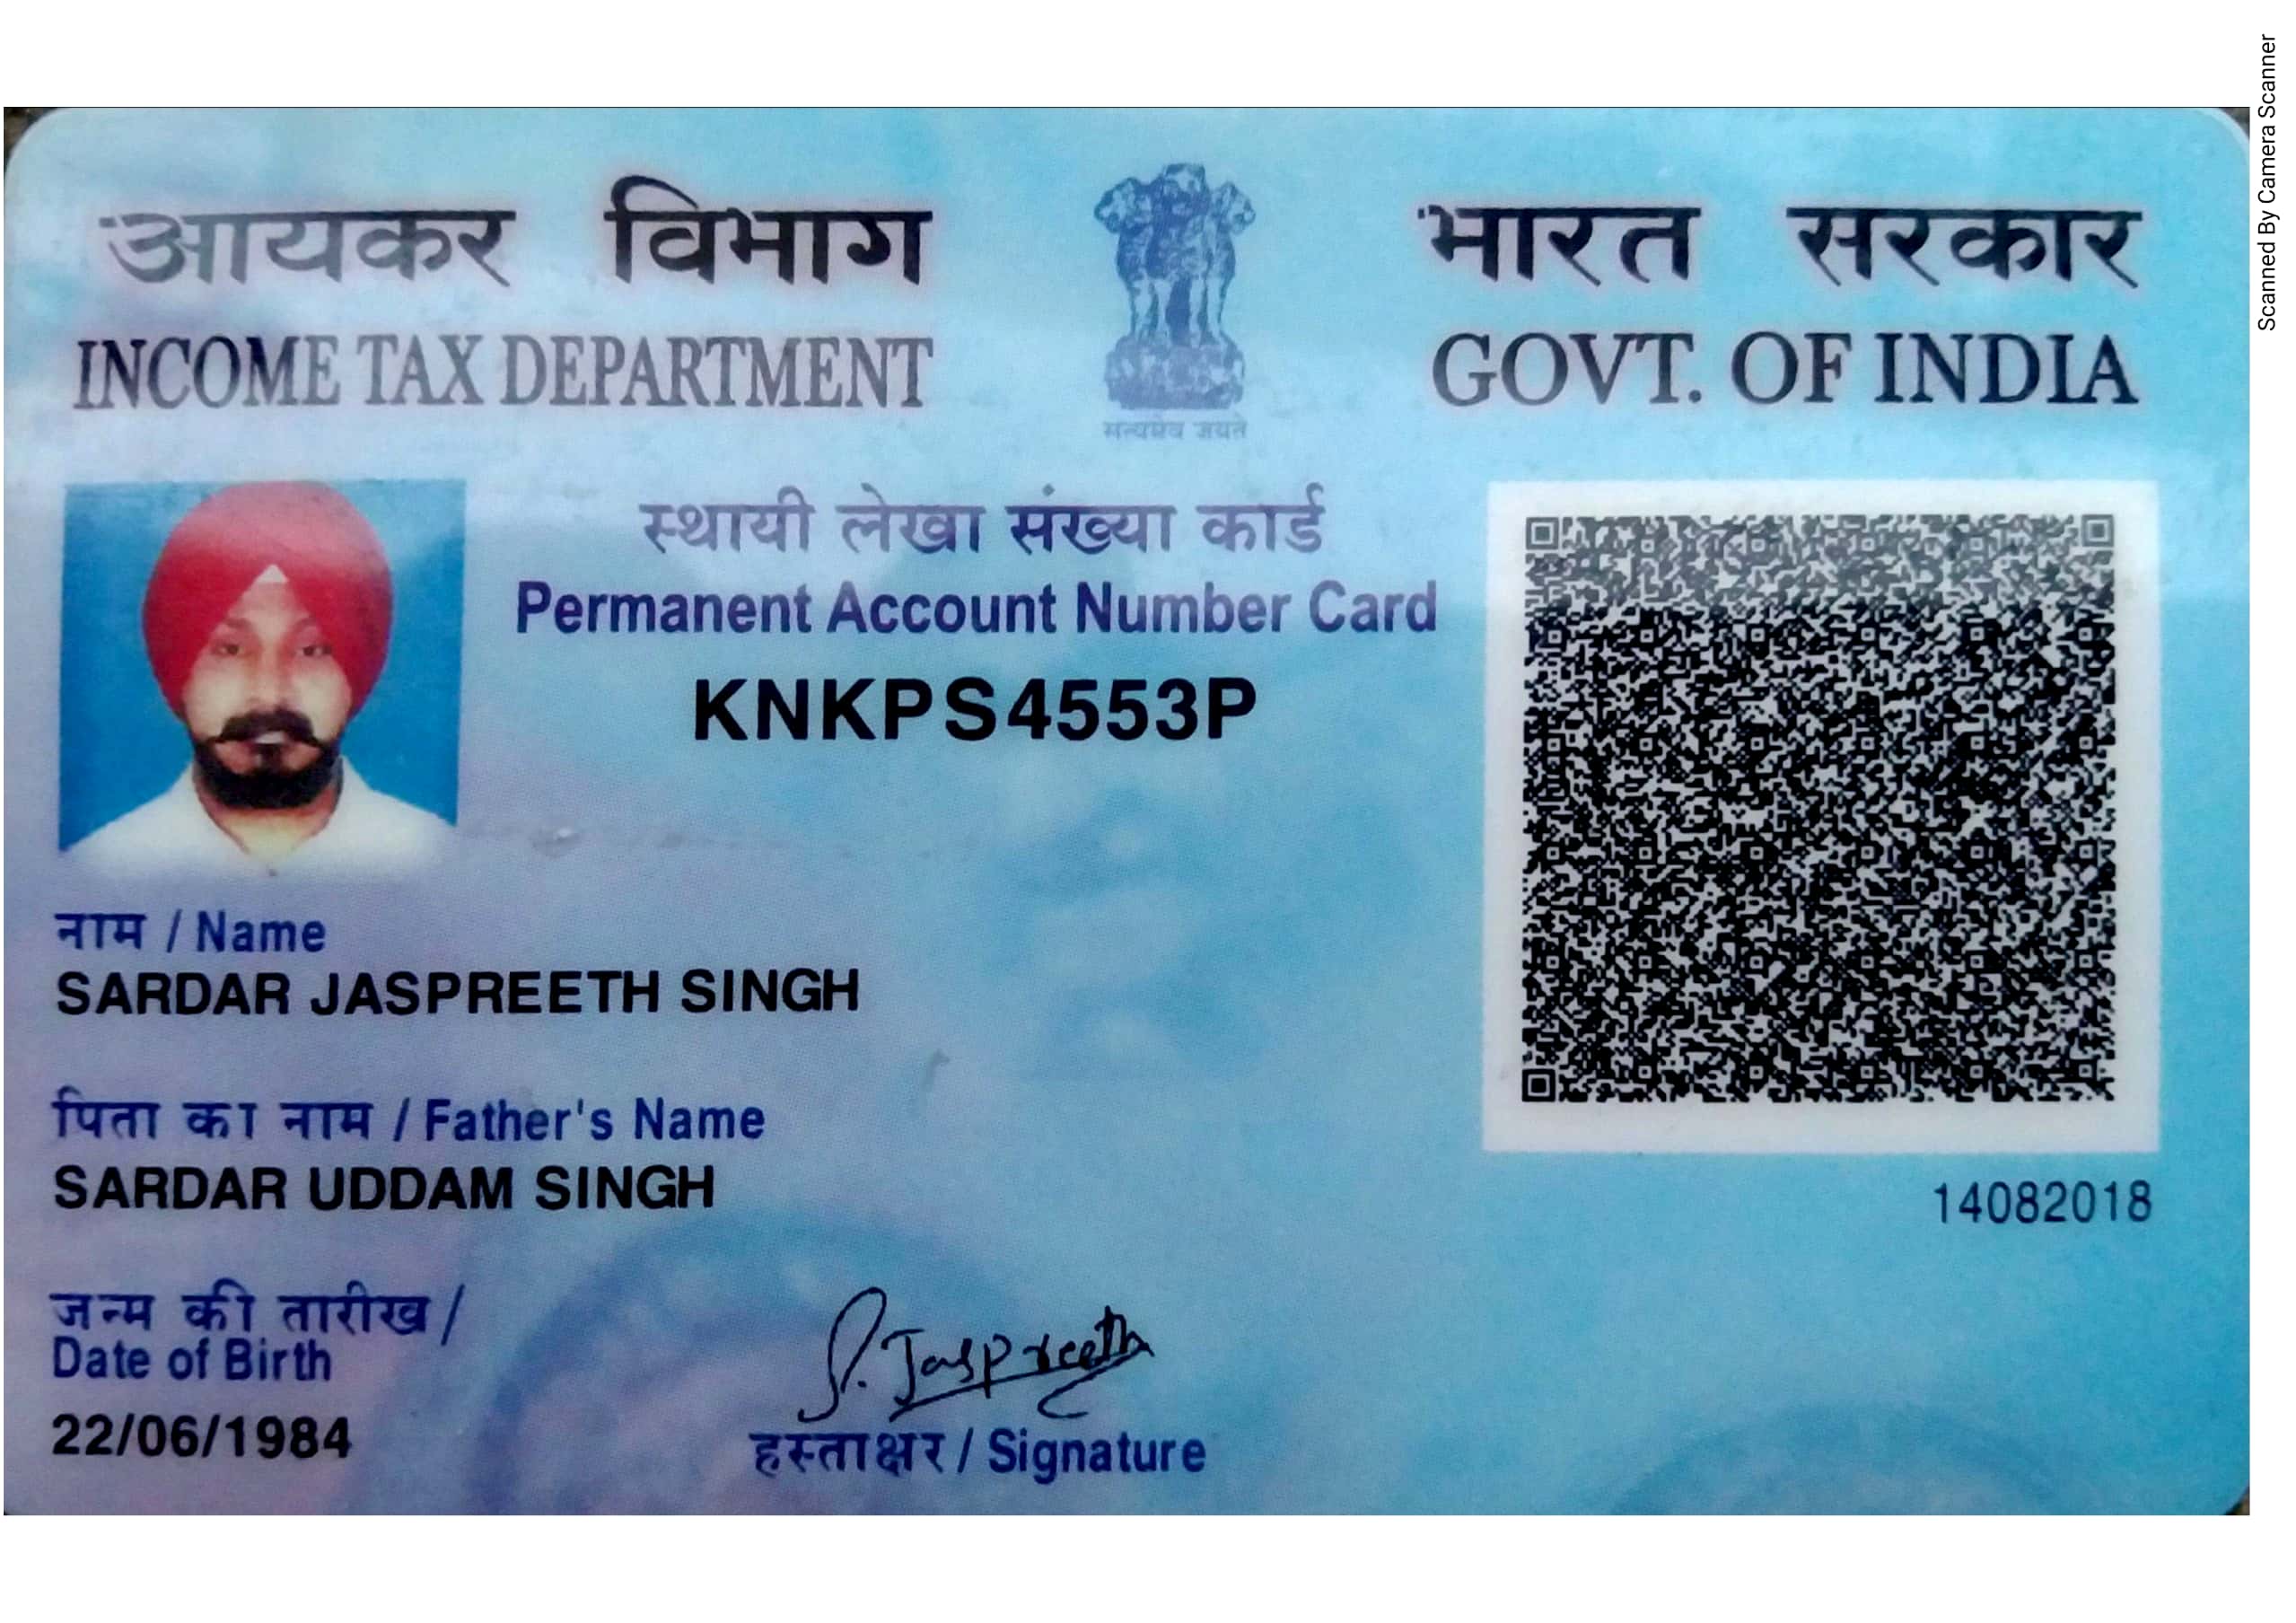 आयकर विभाग
INCOME TAX DEPARTMENT
सत्यमेव जयते
भारत सरकार
GOVT. OF INDIA
स्थायी लेखा संख्या कार्ड
Permanent Account Number Card
KNKPS4553P
नाम / Name
SARDAR JASPREETH SINGH
पिता का नाम / Father's Name
SARDAR UDDAM SINGH
14082018
जन्म की तारीख /
Date of Birth
22/06/1984
S. Jaspreeth
हस्ताक्षर / Signature
Scanned By Camera Scanner